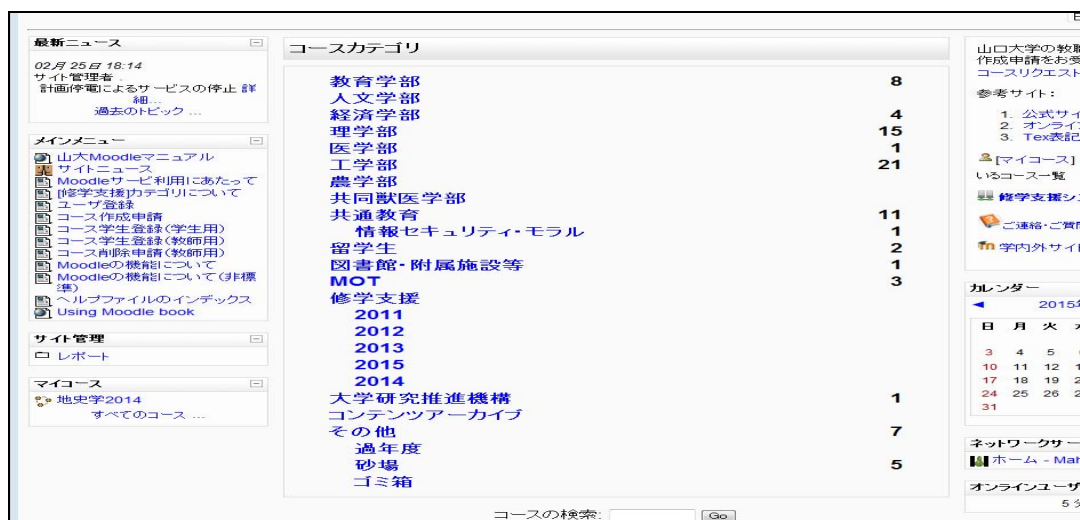 最新ニュース
02月 25日 18:14
サイト管理者 .
計画停電によるサービスの停止 詳
細...
過去のトピック ...
メインメニュー
山大Moodleマニュアル
サイトニュース
Moodleサービ利用にあたって
[修学支援]カテゴリについて
ユーザ登録
コース作成申請
コース学生登録(学生用)
コース学生登録(教師用)
コース削除申請(教師用)
Moodleの機能について
Moodleの機能について(非標
準)
ヘルプファイルのインデックス
Using Moodle book
サイト管理
レポート
マイコース
地史学2014
すべてのコース ...
コースカテゴリ
教育学部 8
人文学部
経済学部 4
理学部 15
医学部 1
工学部 21
農学部
共同獣医学部
共通教育 11
情報セキュリティ・モラル 1
留学生 2
図書館・附属施設等 1
MOT 3
修学支援
2011
2012
2013
2015
2014
大学研究推進機構 1
コンテンツアーカイブ
その他 7
過年度
砂場 5
ゴミ箱
コースの検索: Go
山口大学の教職
作成申請をお受
コースリクエスト
参考サイト:
1. 公式サイ
2. オンライン
3. Tex表記
[マイコース]
いるコース一覧
修学支援シ
ご連絡・ご質問
学内外サイ
カレンダー
2015年
日 月 火
3 4 5
10 11 12 1
17 18 19 2
24 25 26 2
31
ネットワークサー
ホーム - Mah
オンラインユーザ
5 分